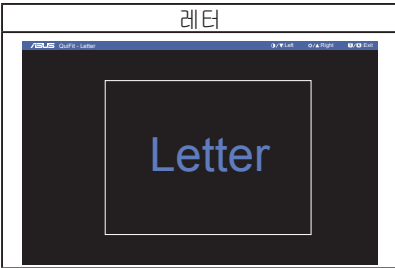 레터
ASUS QuiFit - Letter /▼ Left /▲ Right S/A Exit
Letter